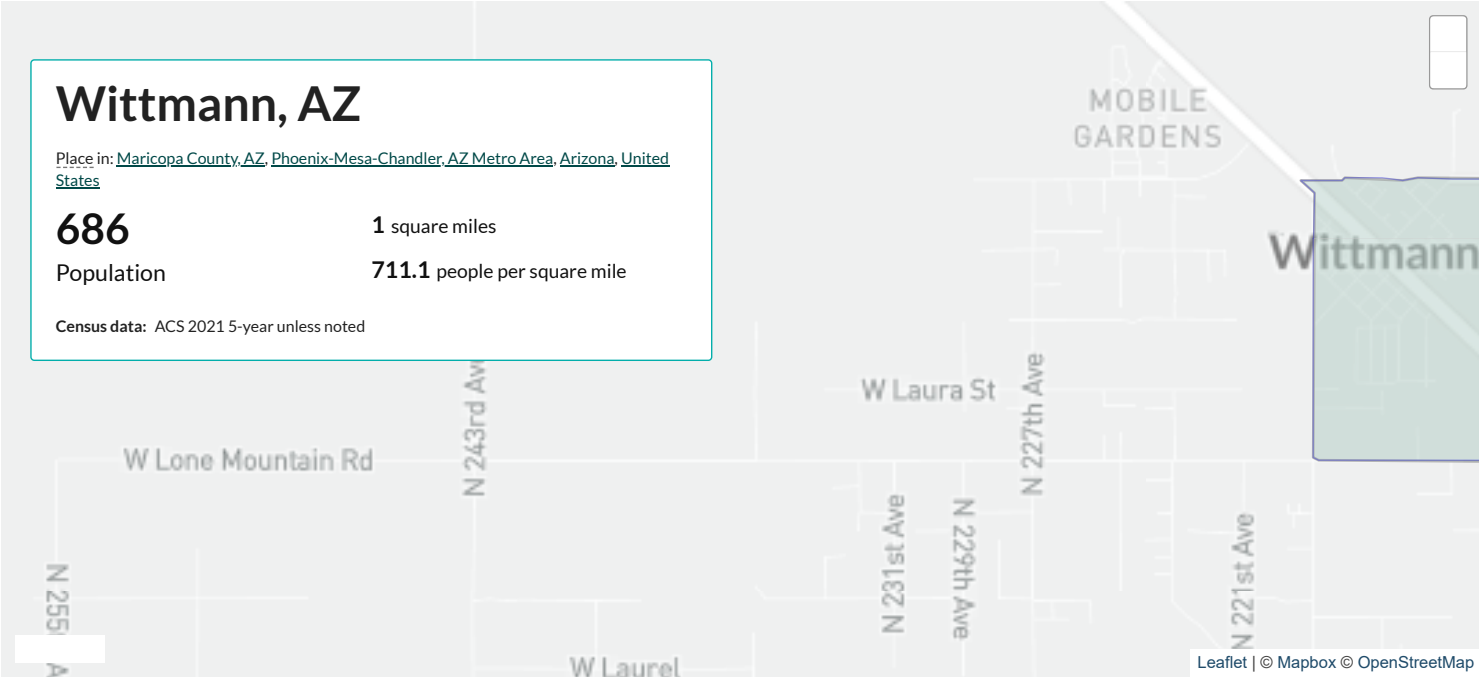 Wittmann, AZ
Place in: Maricopa County, AZ, Phoenix-Mesa-Chandler, AZ Metro Area, Arizona, United
States
686
Population
1 square miles
711.1 people per square mile
Census data: ACS 2021 5-year unless noted
MOBILE
GARDENS
Wittmann
W Laura St
N 227th Ave
N 243rd Ave
W Lone Mountain Rd
N 231st Ave
N 229th Ave
N 221st Ave
W Laurel
Leaflet | © Mapbox © OpenStreetMap